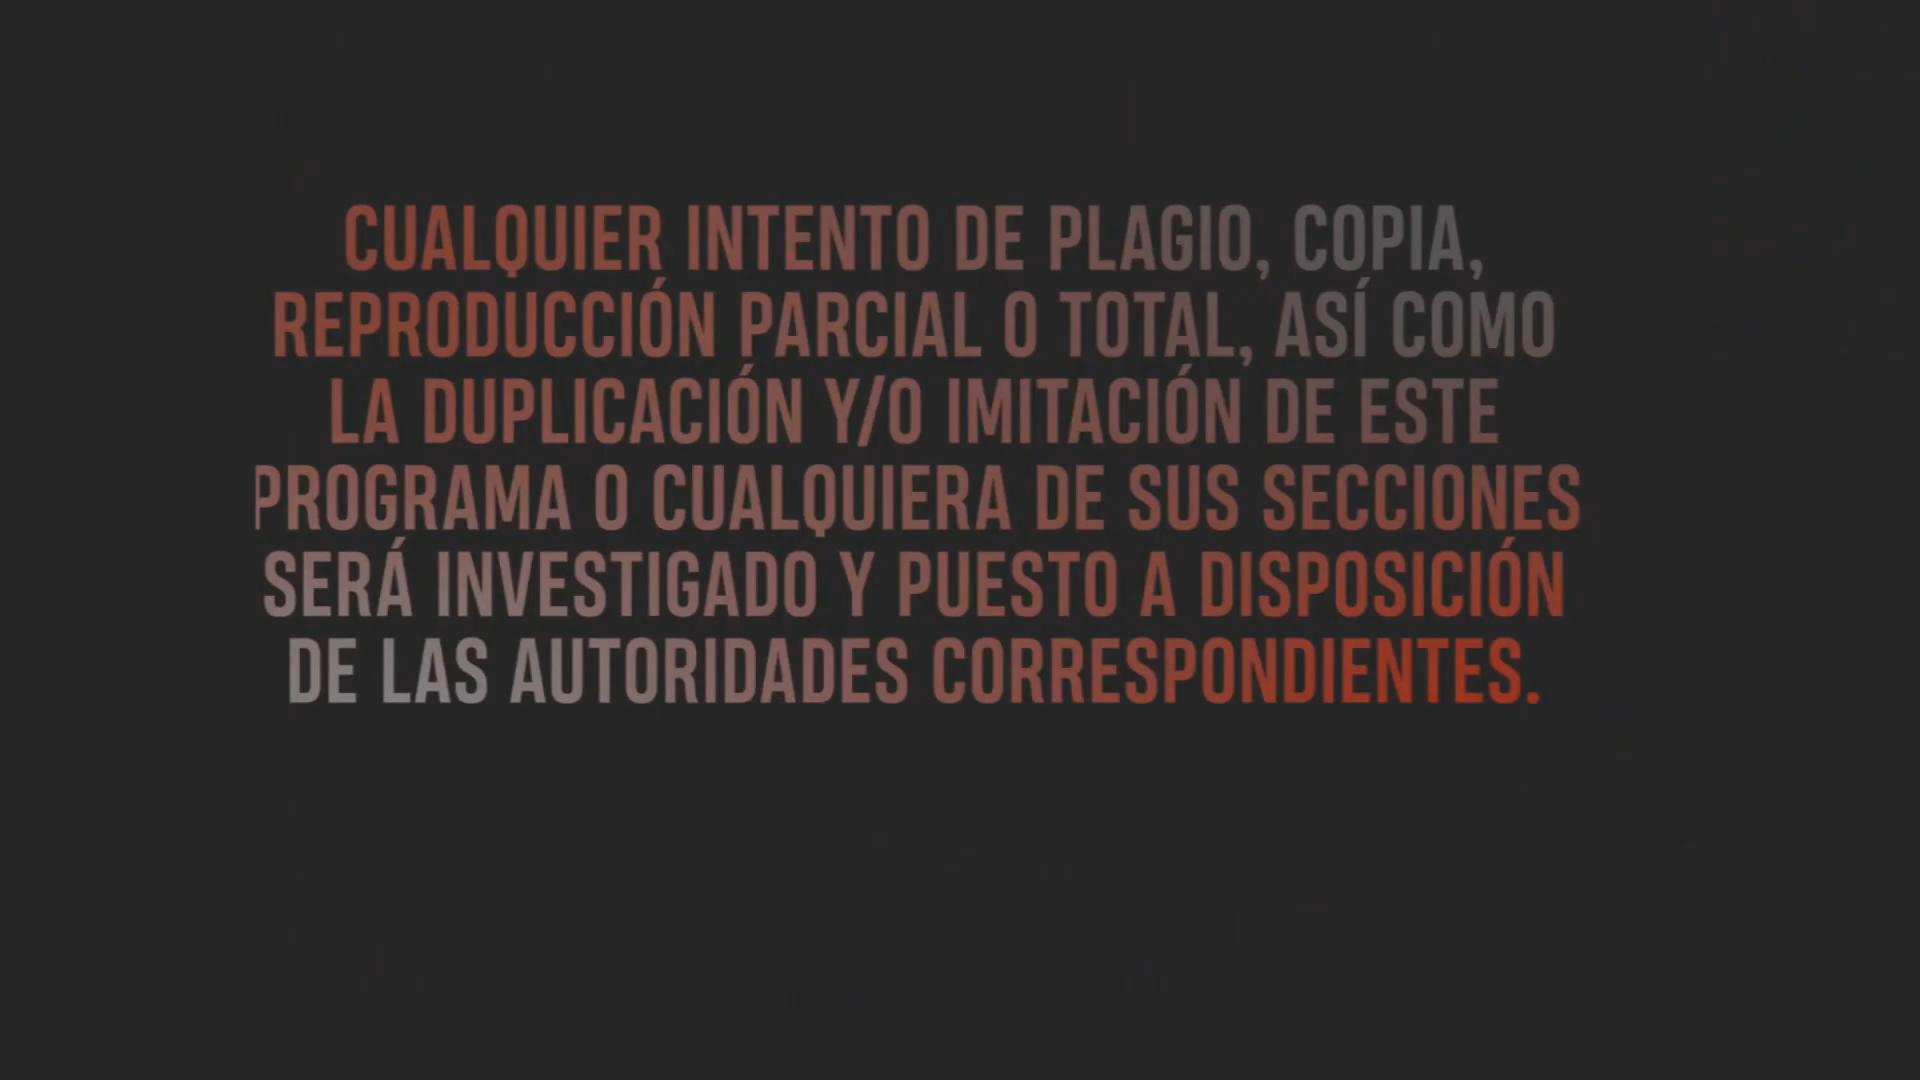 CUALQUIER INTENTO DE PLAGIO, COPIA,
REPRODUCCIÓN PARCIAL O TOTAL, ASÍ COMO
LA DUPLICACIÓN Y/O IMITACIÓN DE ESTE
PROGRAMA O CUALQUIERA DE SUS SECCIONES
SERÁ INVESTIGADO Y PUESTO A DISPOSICIÓN
DE LAS AUTORIDADES CORRESPONDIENTES.